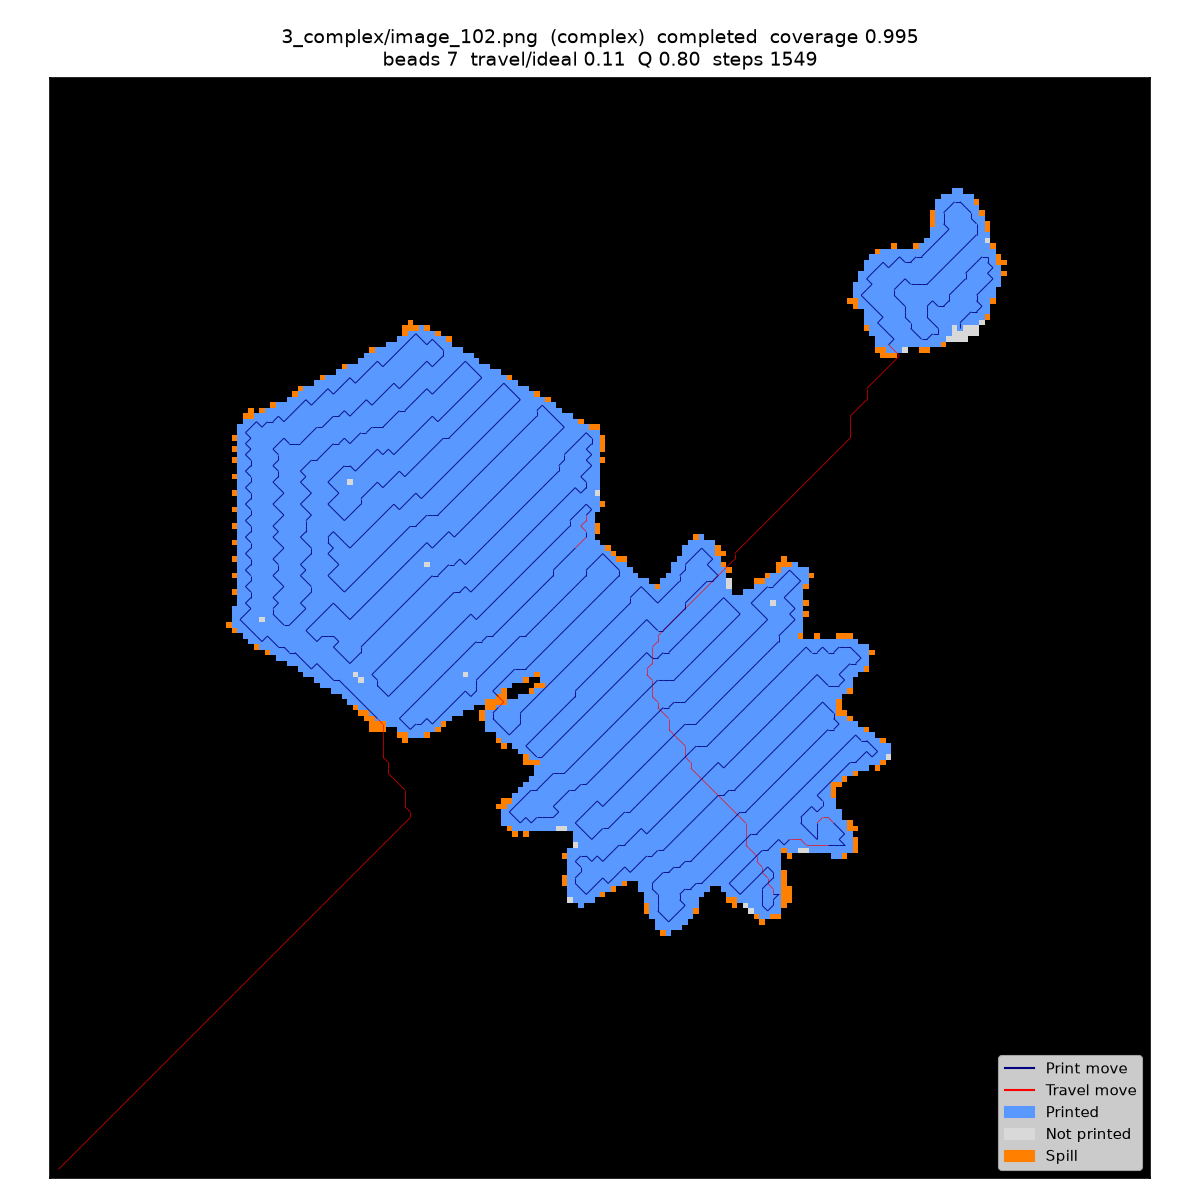 3_complex/image_102.png  (complex)  completed  coverage 0.995
beads 7  travel/ideal 0.11  Q 0.80  steps 1549
Print move
Travel move
Printed
Not printed
Spill